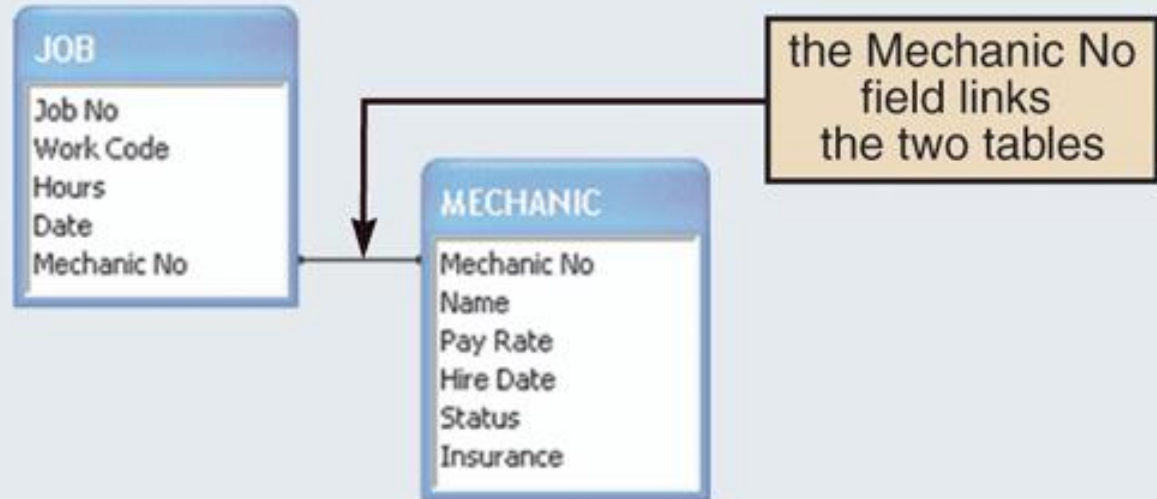 JOB
Job No
Work Code
Hours
Date
Mechanic No
the Mechanic No
field links
the two tables
MECHANIC
Mechanic No
Name
Pay Rate
Hire Date
Status
Insurance